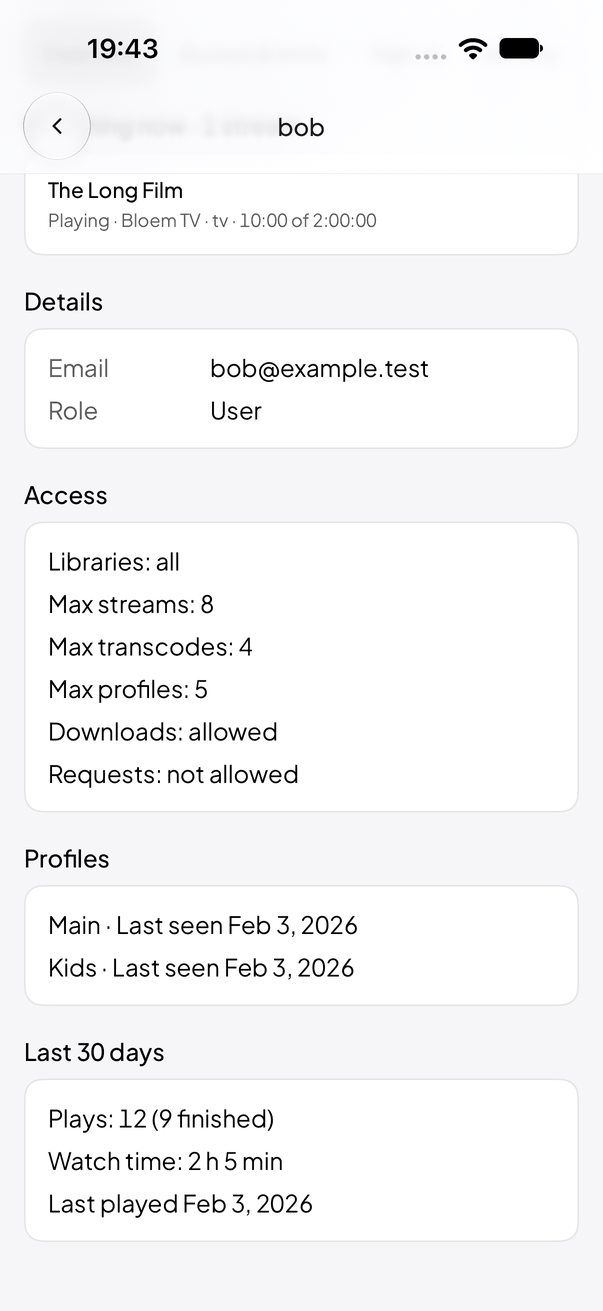 19:43
bob
The Long Film
Playing · Bloem TV · tv · 10:00 of 2:00:00
Details
Email bob@example.test
Role User
Access
Libraries: all
Max streams: 8
Max transcodes: 4
Max profiles: 5
Downloads: allowed
Requests: not allowed
Profiles
Main · Last seen Feb 3, 2026
Kids · Last seen Feb 3, 2026
Last 30 days
Plays: 12 (9 finished)
Watch time: 2 h 5 min
Last played Feb 3, 2026